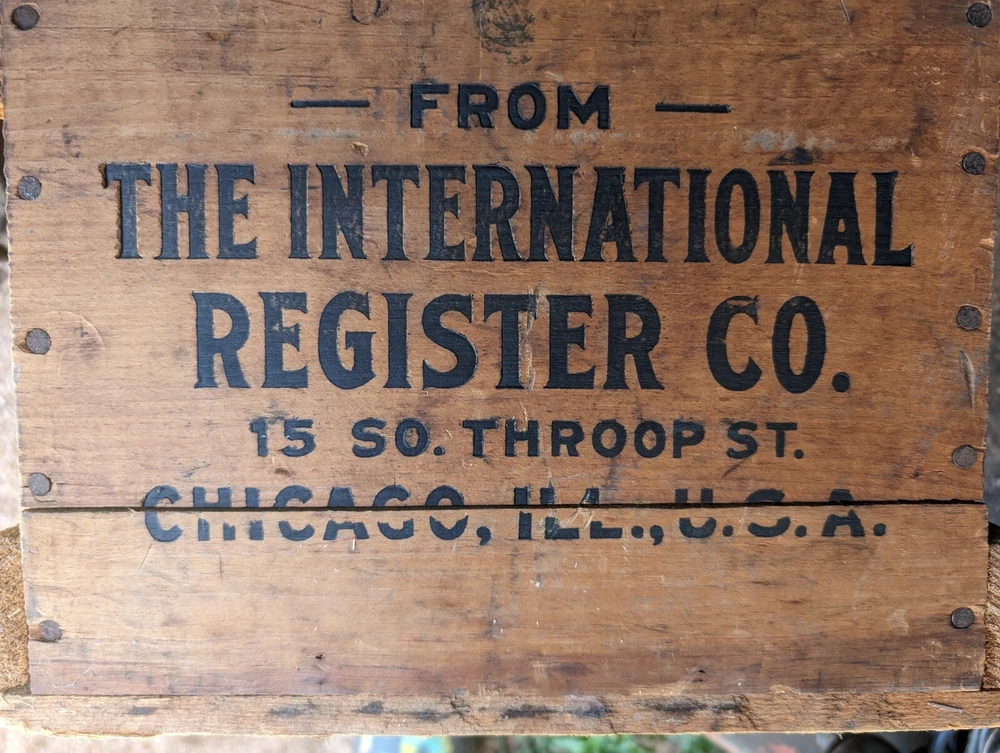 — FROM —
THE INTERNATIONAL
REGISTER CO.
15 SO. THROOP ST.
CHICAGO, ILL., U.S.A.